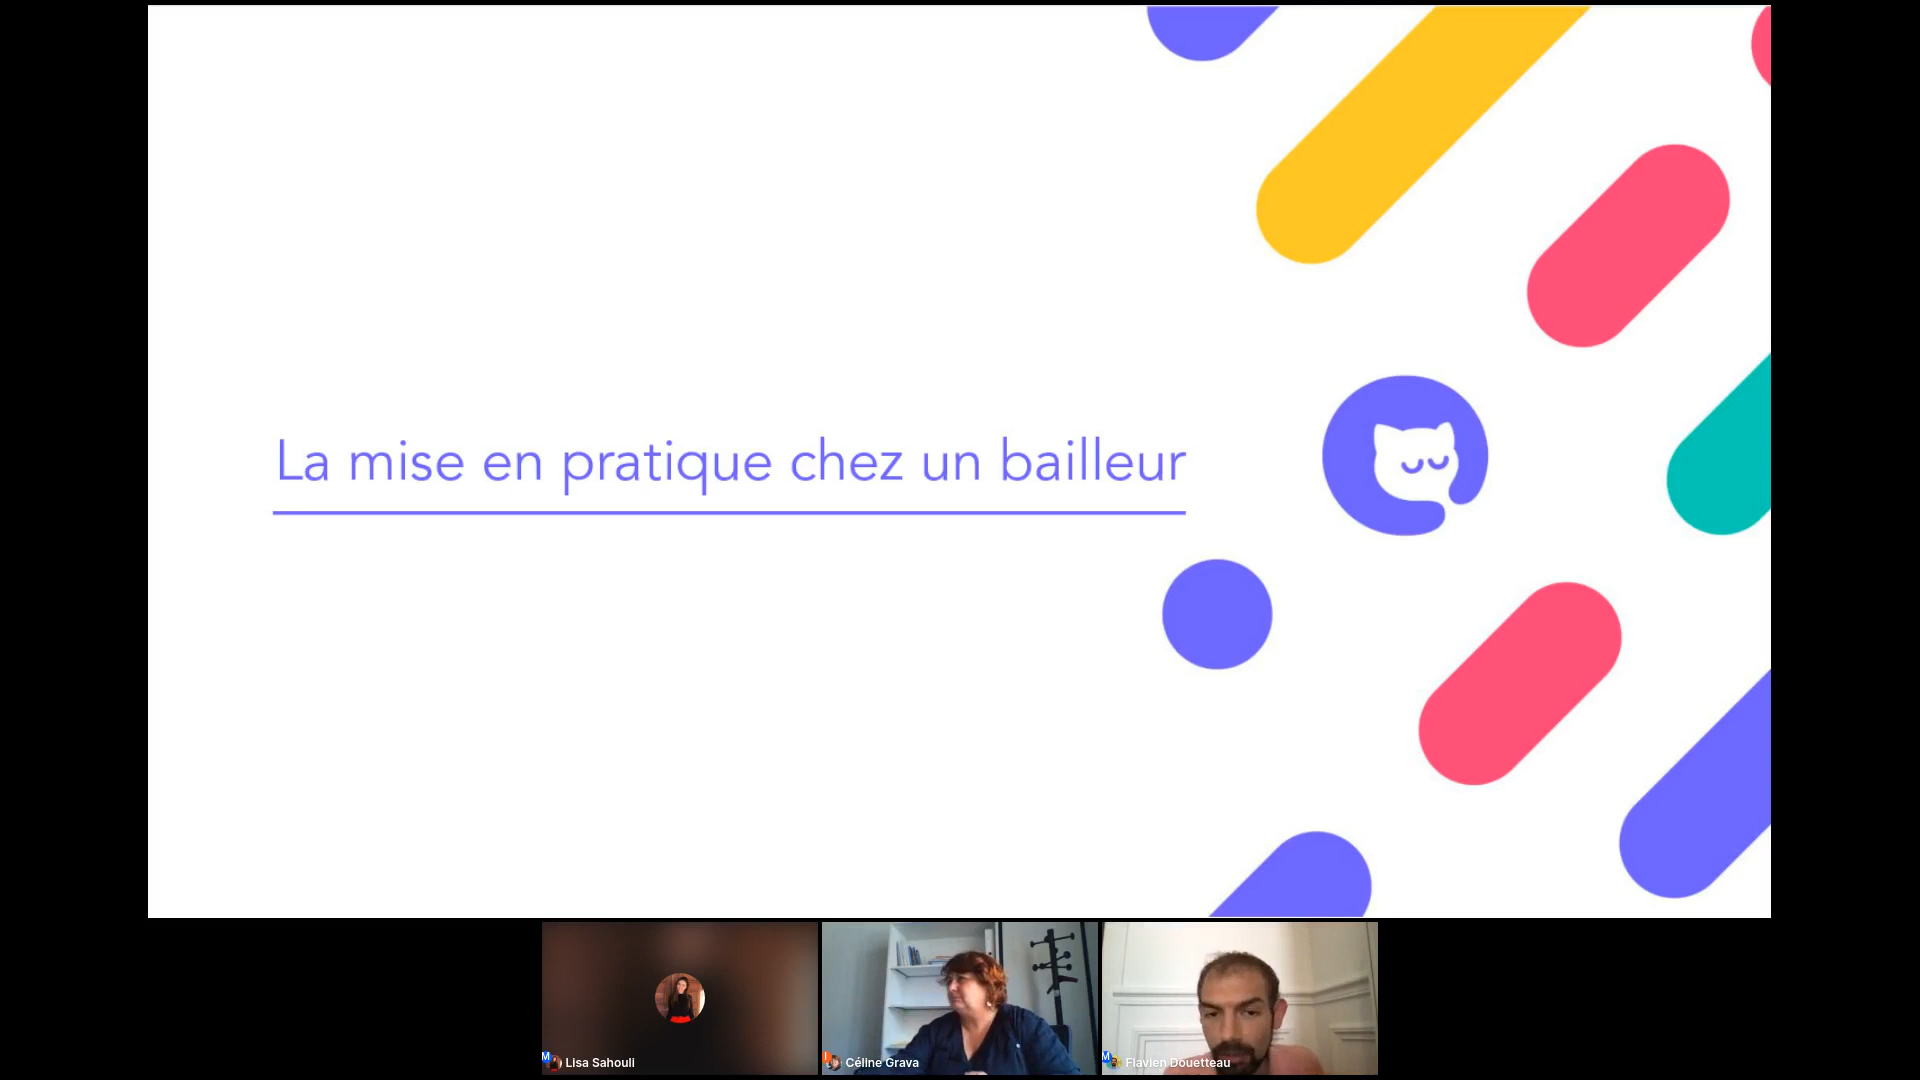 La mise en pratique chez un bailleur
M
Lisa Sahouli
I
Céline Grava
M
Flavien Douetteau